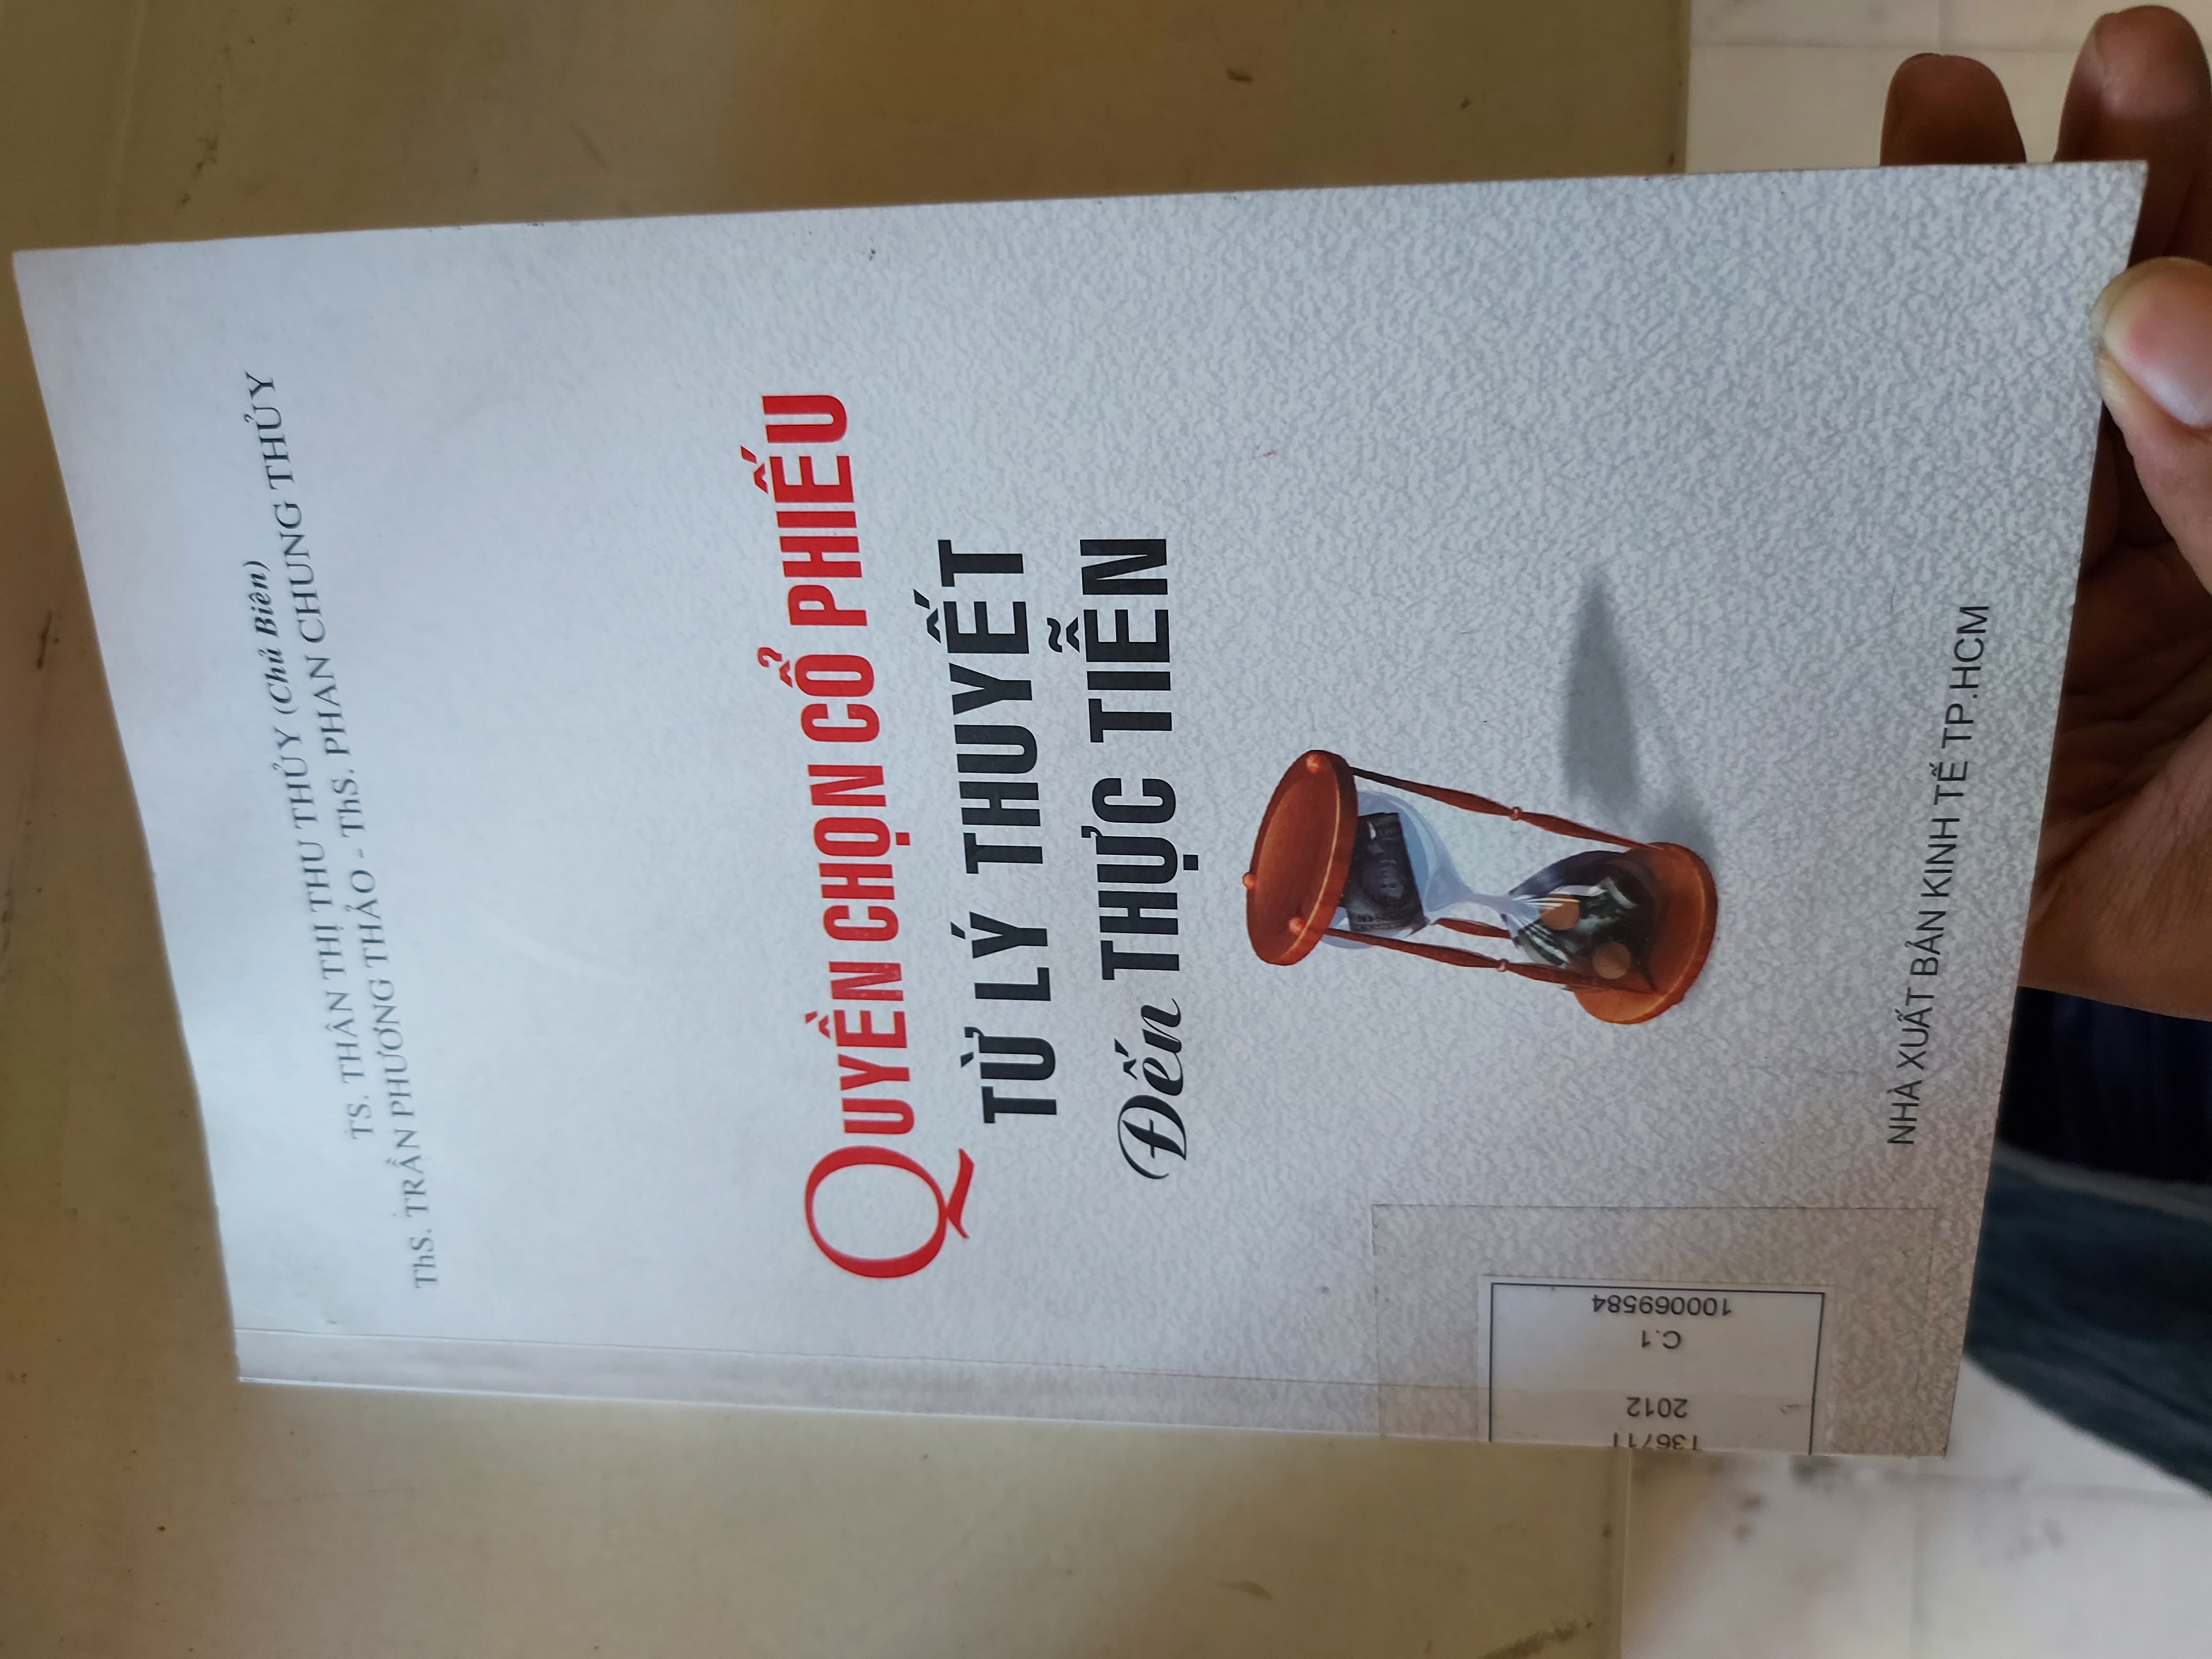 TS. THÂN THỊ THU THỦY (Chủ Biên)
ThS. TRẦN PHƯƠNG THẢO - ThS. PHAN CHUNG THỦY
QUYỀN CHỌN CỔ PHIẾU
TỪ LÝ THUYẾT
Đến THỰC TIỄN
136711
2012
C.1
100069584
NHÀ XUẤT BẢN KINH TẾ TP.HCM